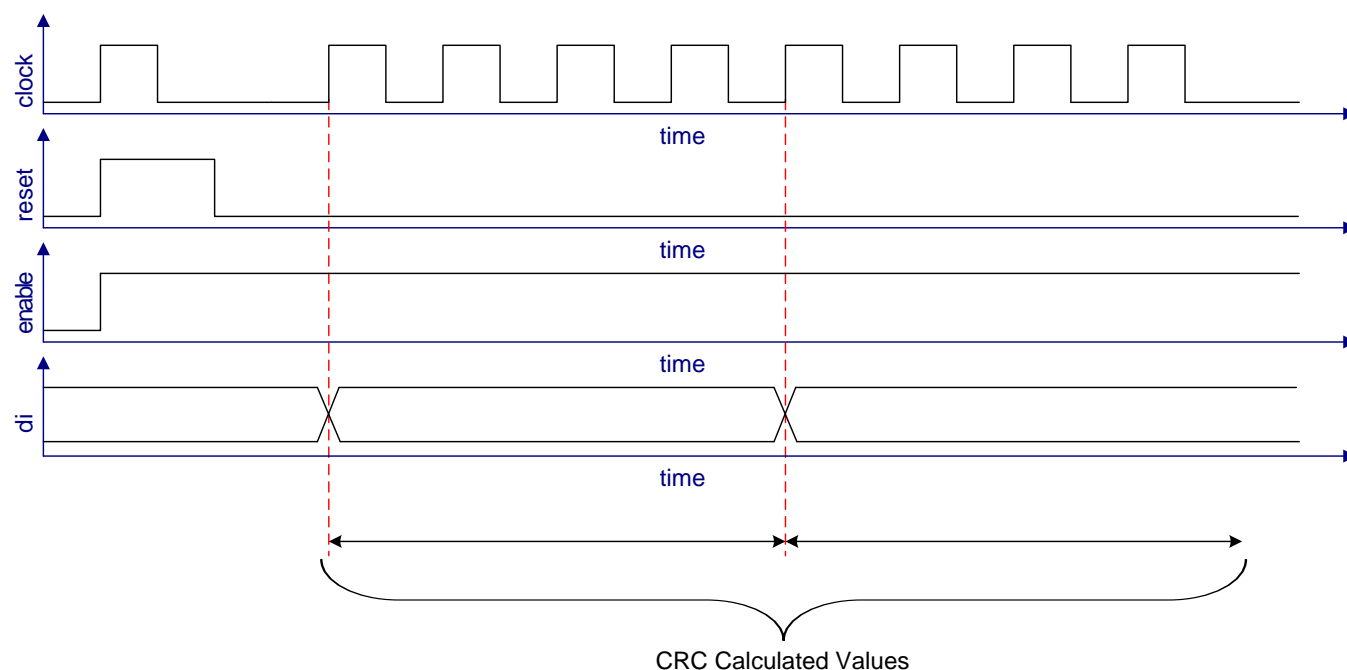 clock
time
reset
time
enable
time
di
time
CRC Calculated Values